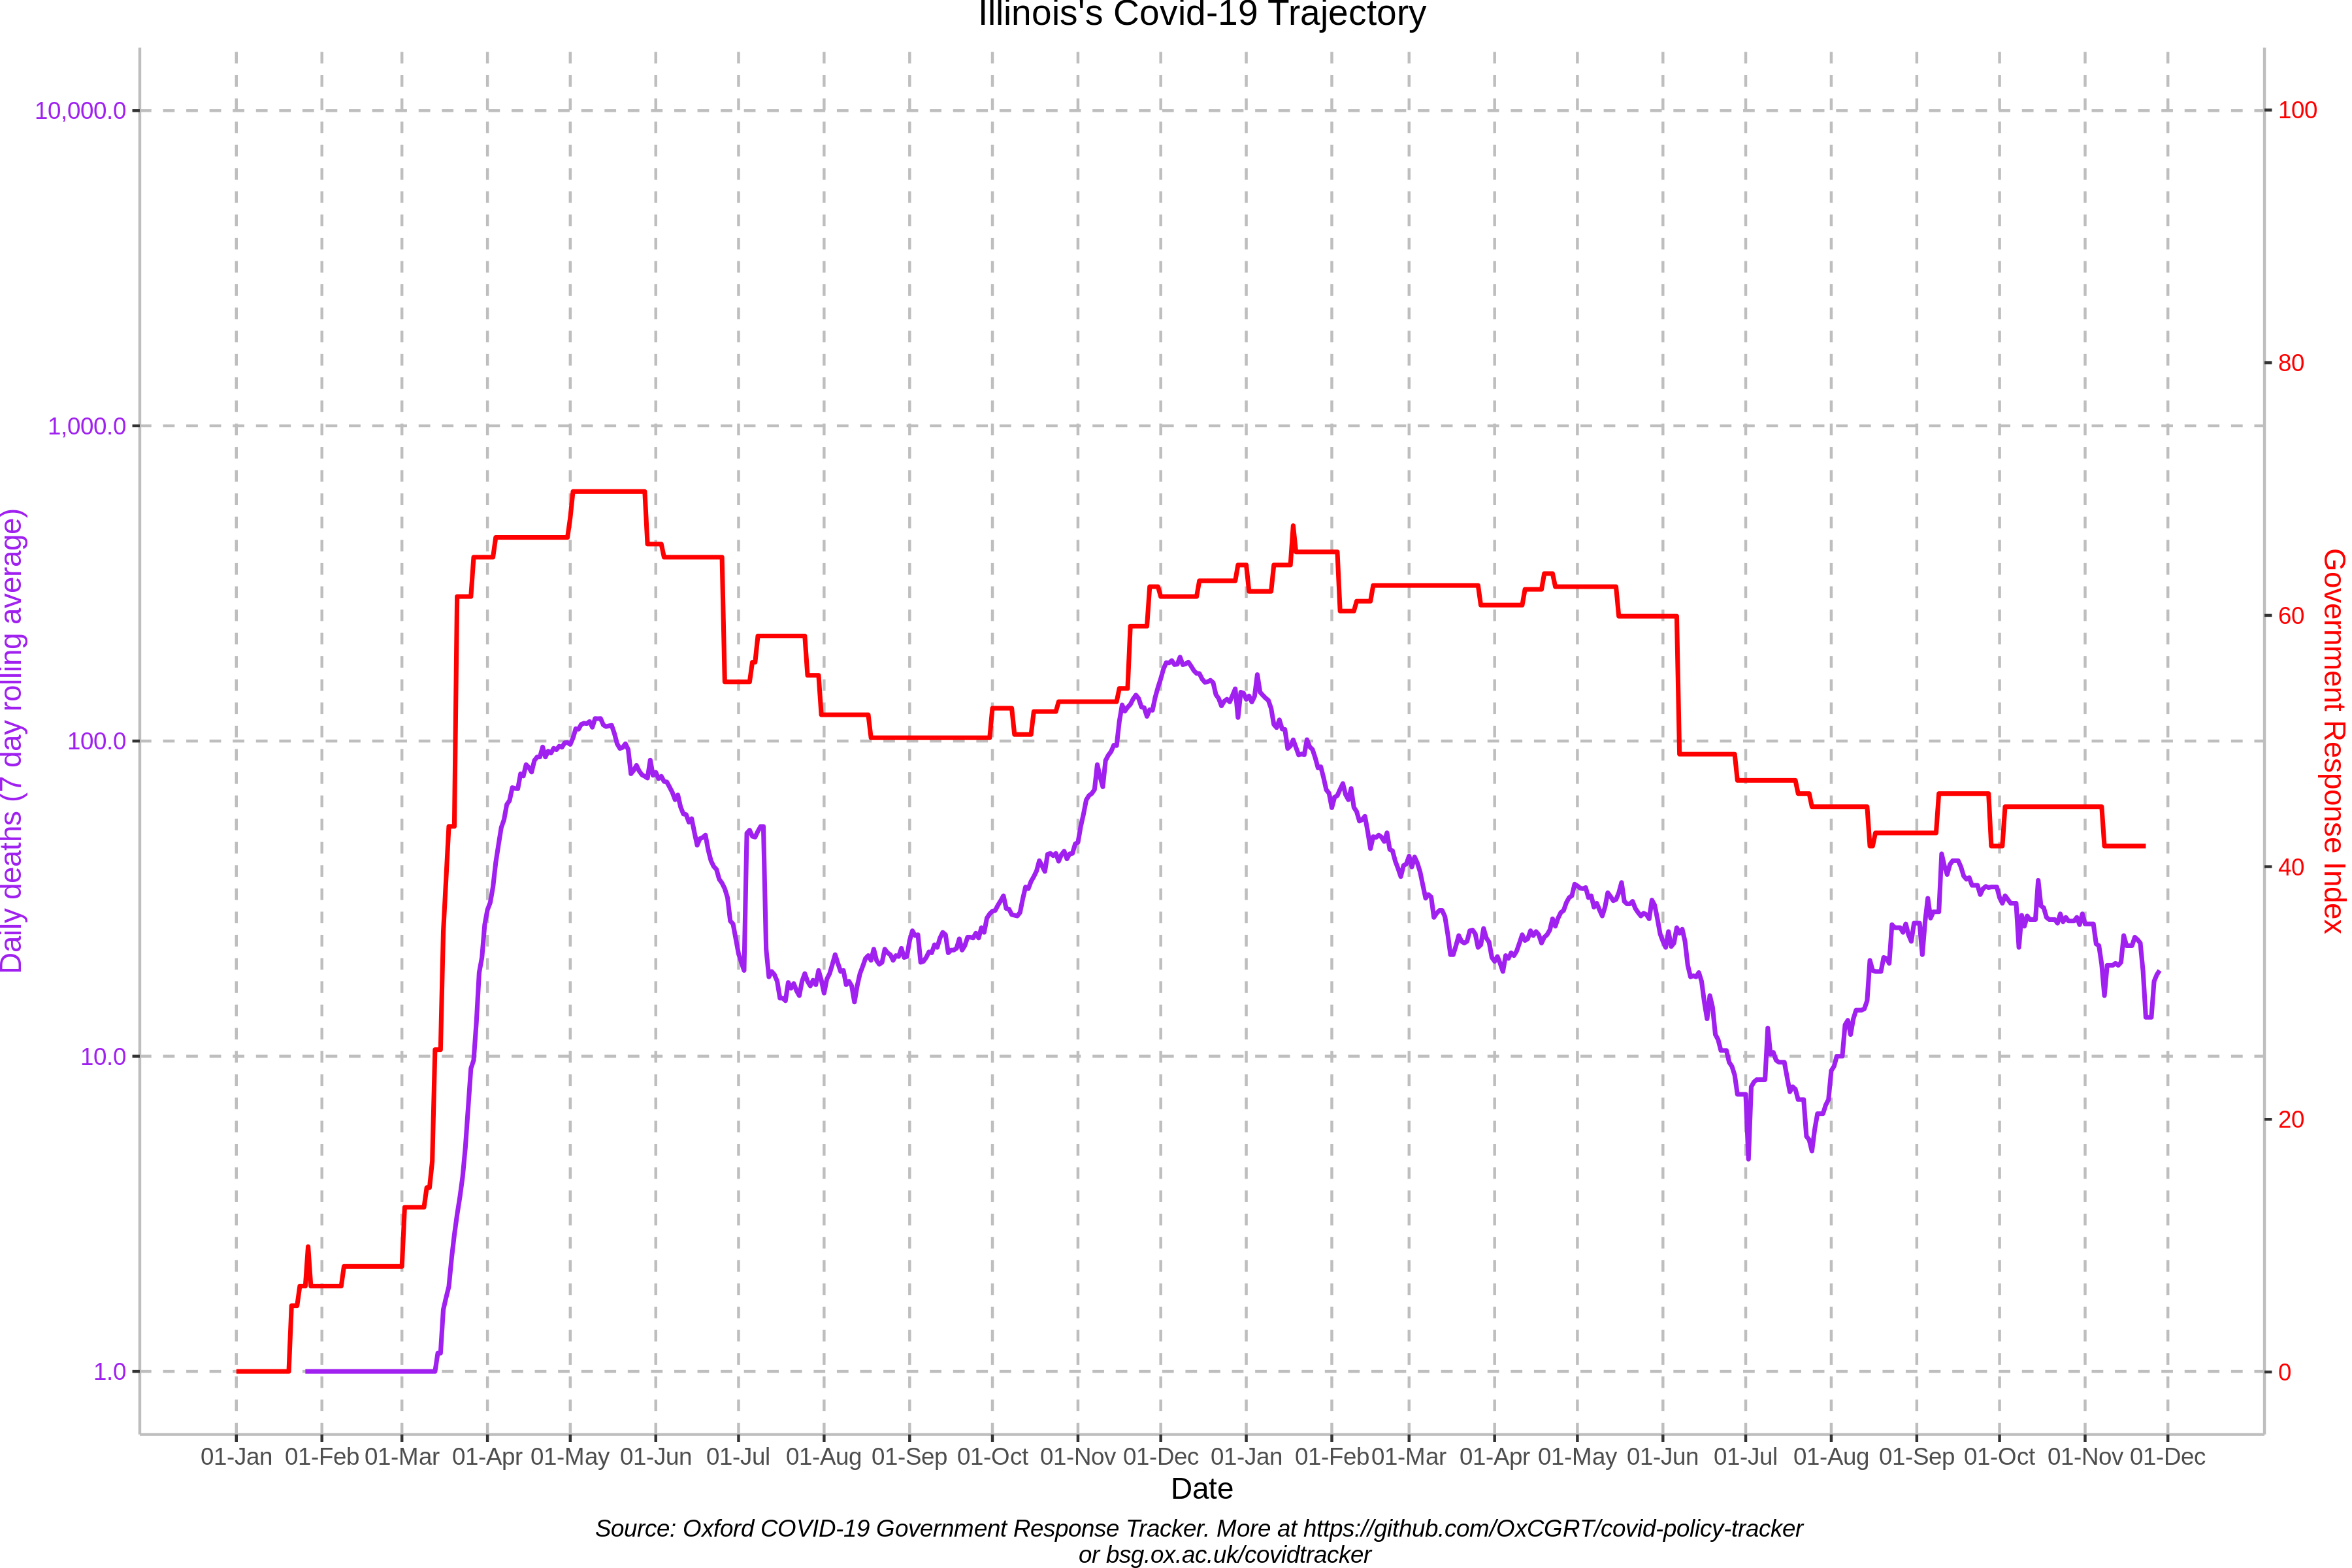 Illinois's Covid-19 Trajectory
10,000.0
1,000.0
100.0
10.0
1.0
Daily deaths (7 day rolling average)
100
80
60
40
20
0
Government Response Index
01-Jan 01-Feb 01-Mar 01-Apr 01-May 01-Jun 01-Jul 01-Aug 01-Sep 01-Oct 01-Nov 01-Dec 01-Jan 01-Feb 01-Mar 01-Apr 01-May 01-Jun 01-Jul 01-Aug 01-Sep 01-Oct 01-Nov 01-Dec
Date
Source: Oxford COVID-19 Government Response Tracker. More at https://github.com/OxCGRT/covid-policy-tracker
or bsg.ox.ac.uk/covidtracker